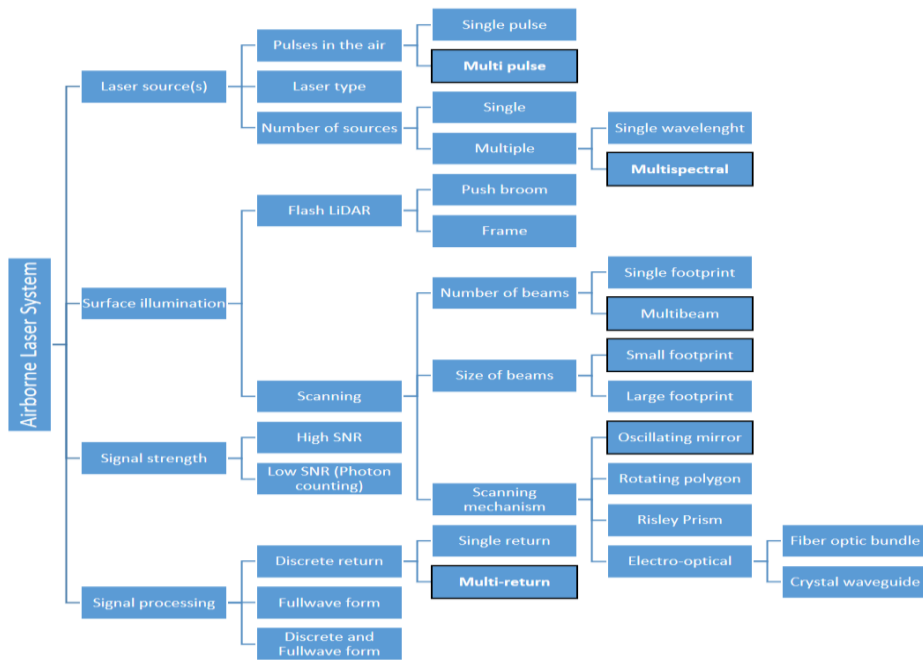 Airborne Laser System
Laser source(s)
Pulses in the air
Single pulse
Multi pulse
Laser type
Number of sources
Single
Multiple
Single wavelenght
Multispectral
Surface illumination
Flash LiDAR
Push broom
Frame
Scanning
Number of beams
Single footprint
Multibeam
Size of beams
Small footprint
Large footprint
Scanning
mechanism
Oscillating mirror
Rotating polygon
Risley Prism
Electro-optical
Fiber optic bundle
Crystal waveguide
Signal strength
High SNR
Low SNR (Photon
counting)
Signal processing
Discrete return
Single return
Multi-return
Fullwave form
Discrete and
Fullwave form